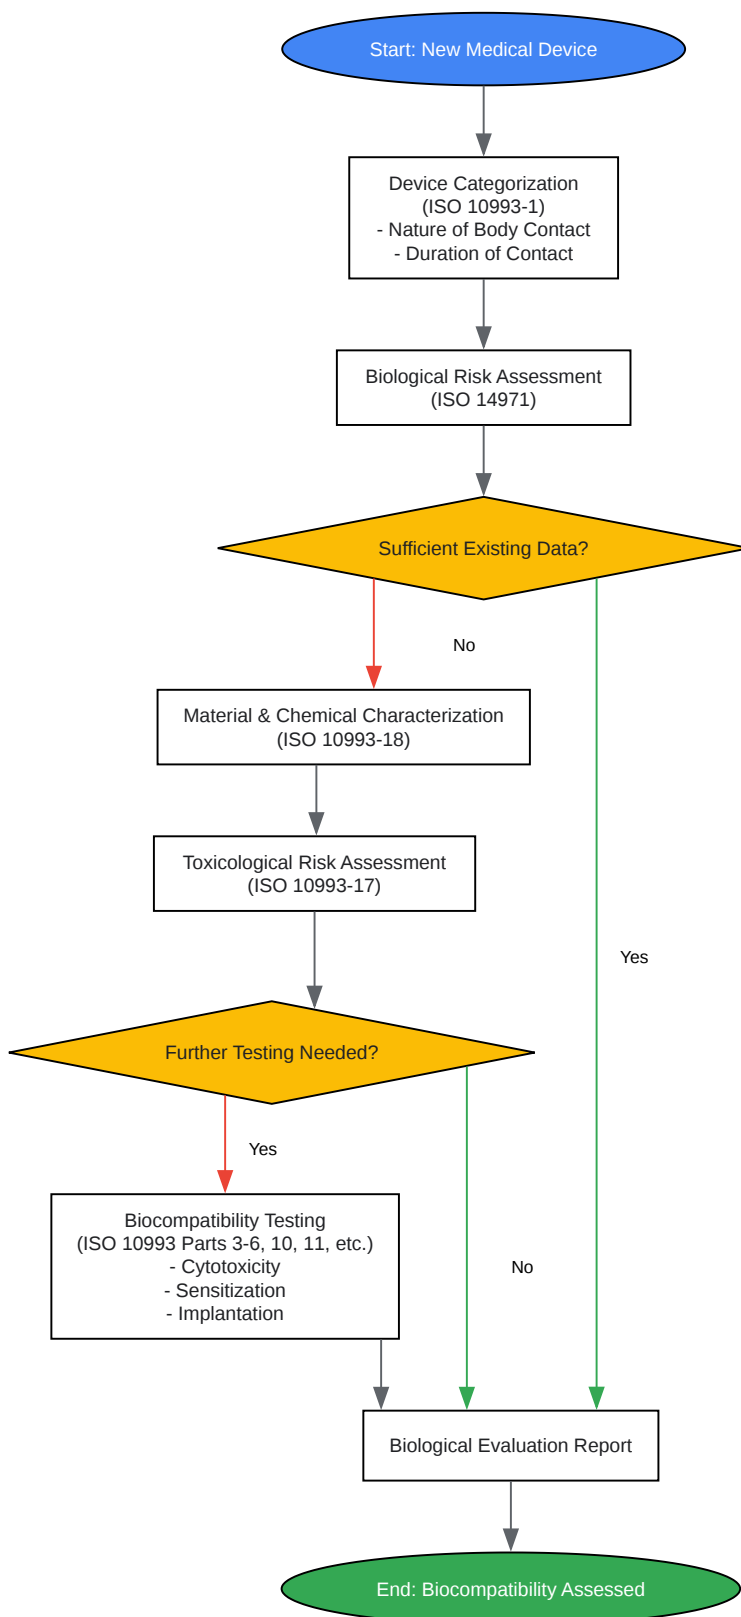 Start: New Medical Device
Device Categorization
(ISO 10993-1)
- Nature of Body Contact
- Duration of Contact
Biological Risk Assessment
(ISO 14971)
Sufficient Existing Data?
No
Material & Chemical Characterization
(ISO 10993-18)
Toxicological Risk Assessment
(ISO 10993-17)
Yes
Further Testing Needed?
Yes
Biocompatibility Testing
(ISO 10993 Parts 3-6, 10, 11, etc.)
- Cytotoxicity
- Sensitization
- Implantation
No
Biological Evaluation Report
End: Biocompatibility Assessed